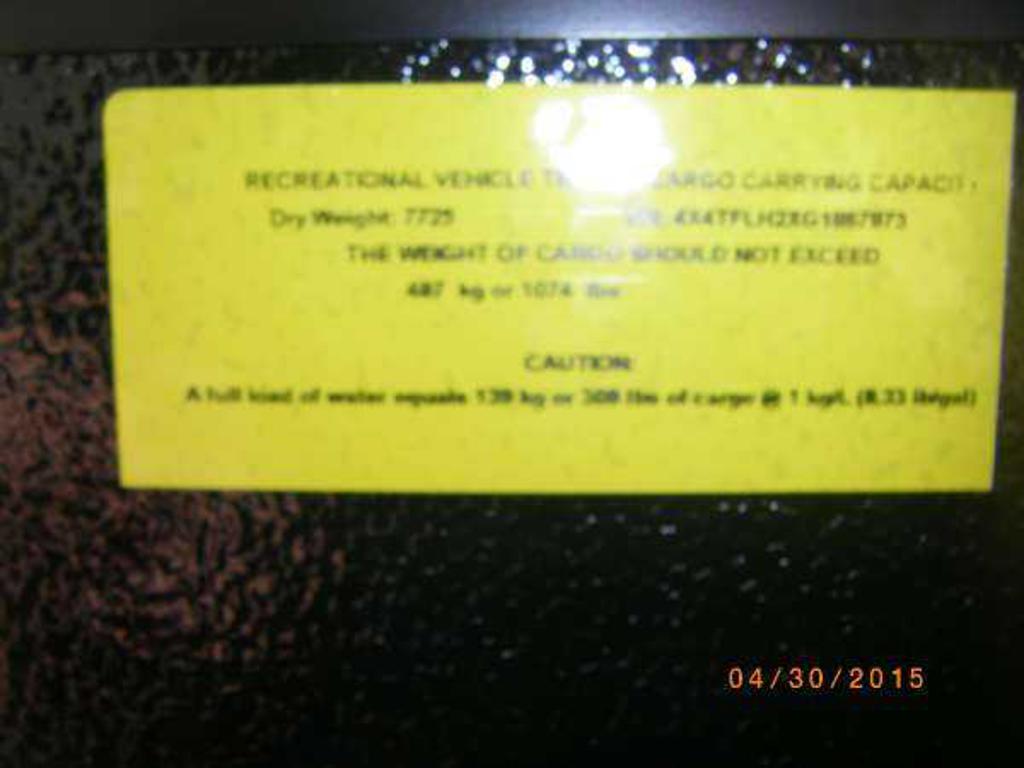 RECREATIONAL VEHICLE CARGO CARRYING CAPACITY
Dry Weight: 7725
THE WEIGHT OF CARGO SHOULD NOT EXCEED
487 kg or 1074 lbs
CAUTION:
A full load of water equals 139 kg or 308 lbs of cargo @ 1 kg/L (8.33 lb/gal)
04/30/2015